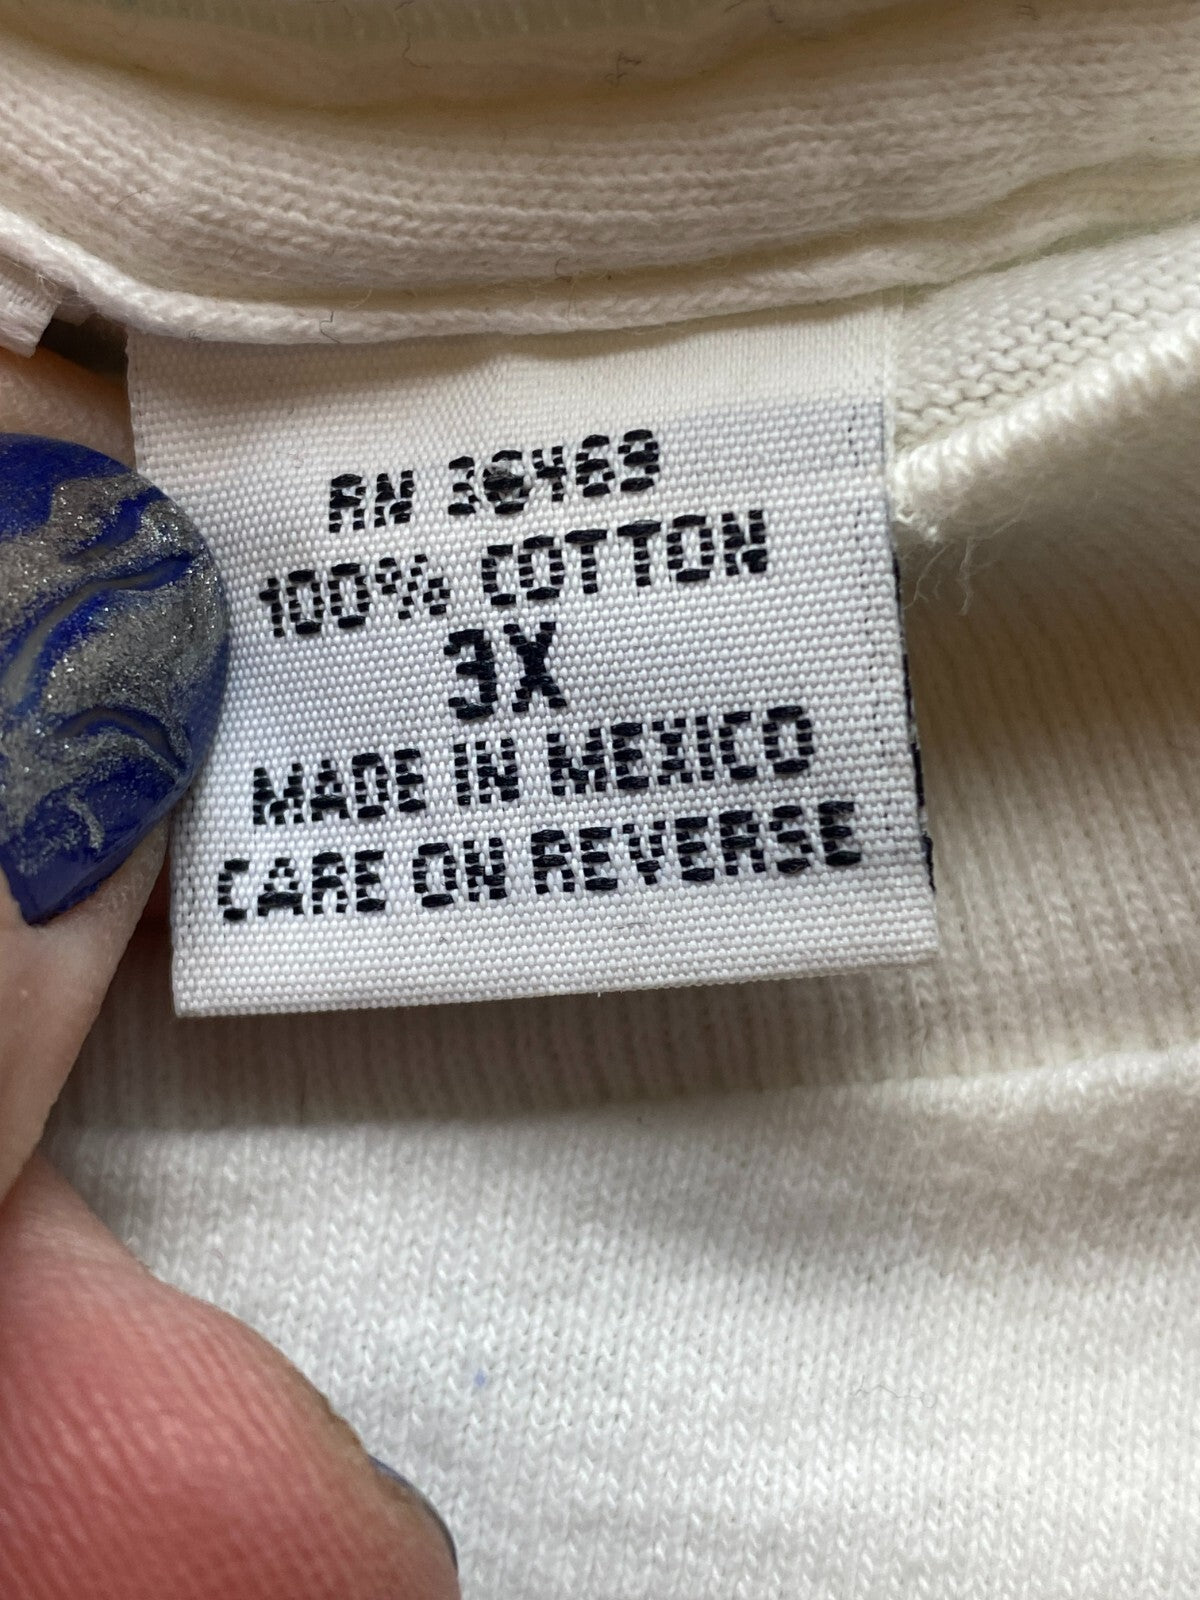 RN 36469
100% COTTON
3X
MADE IN MEXICO
CARE ON REVERSE